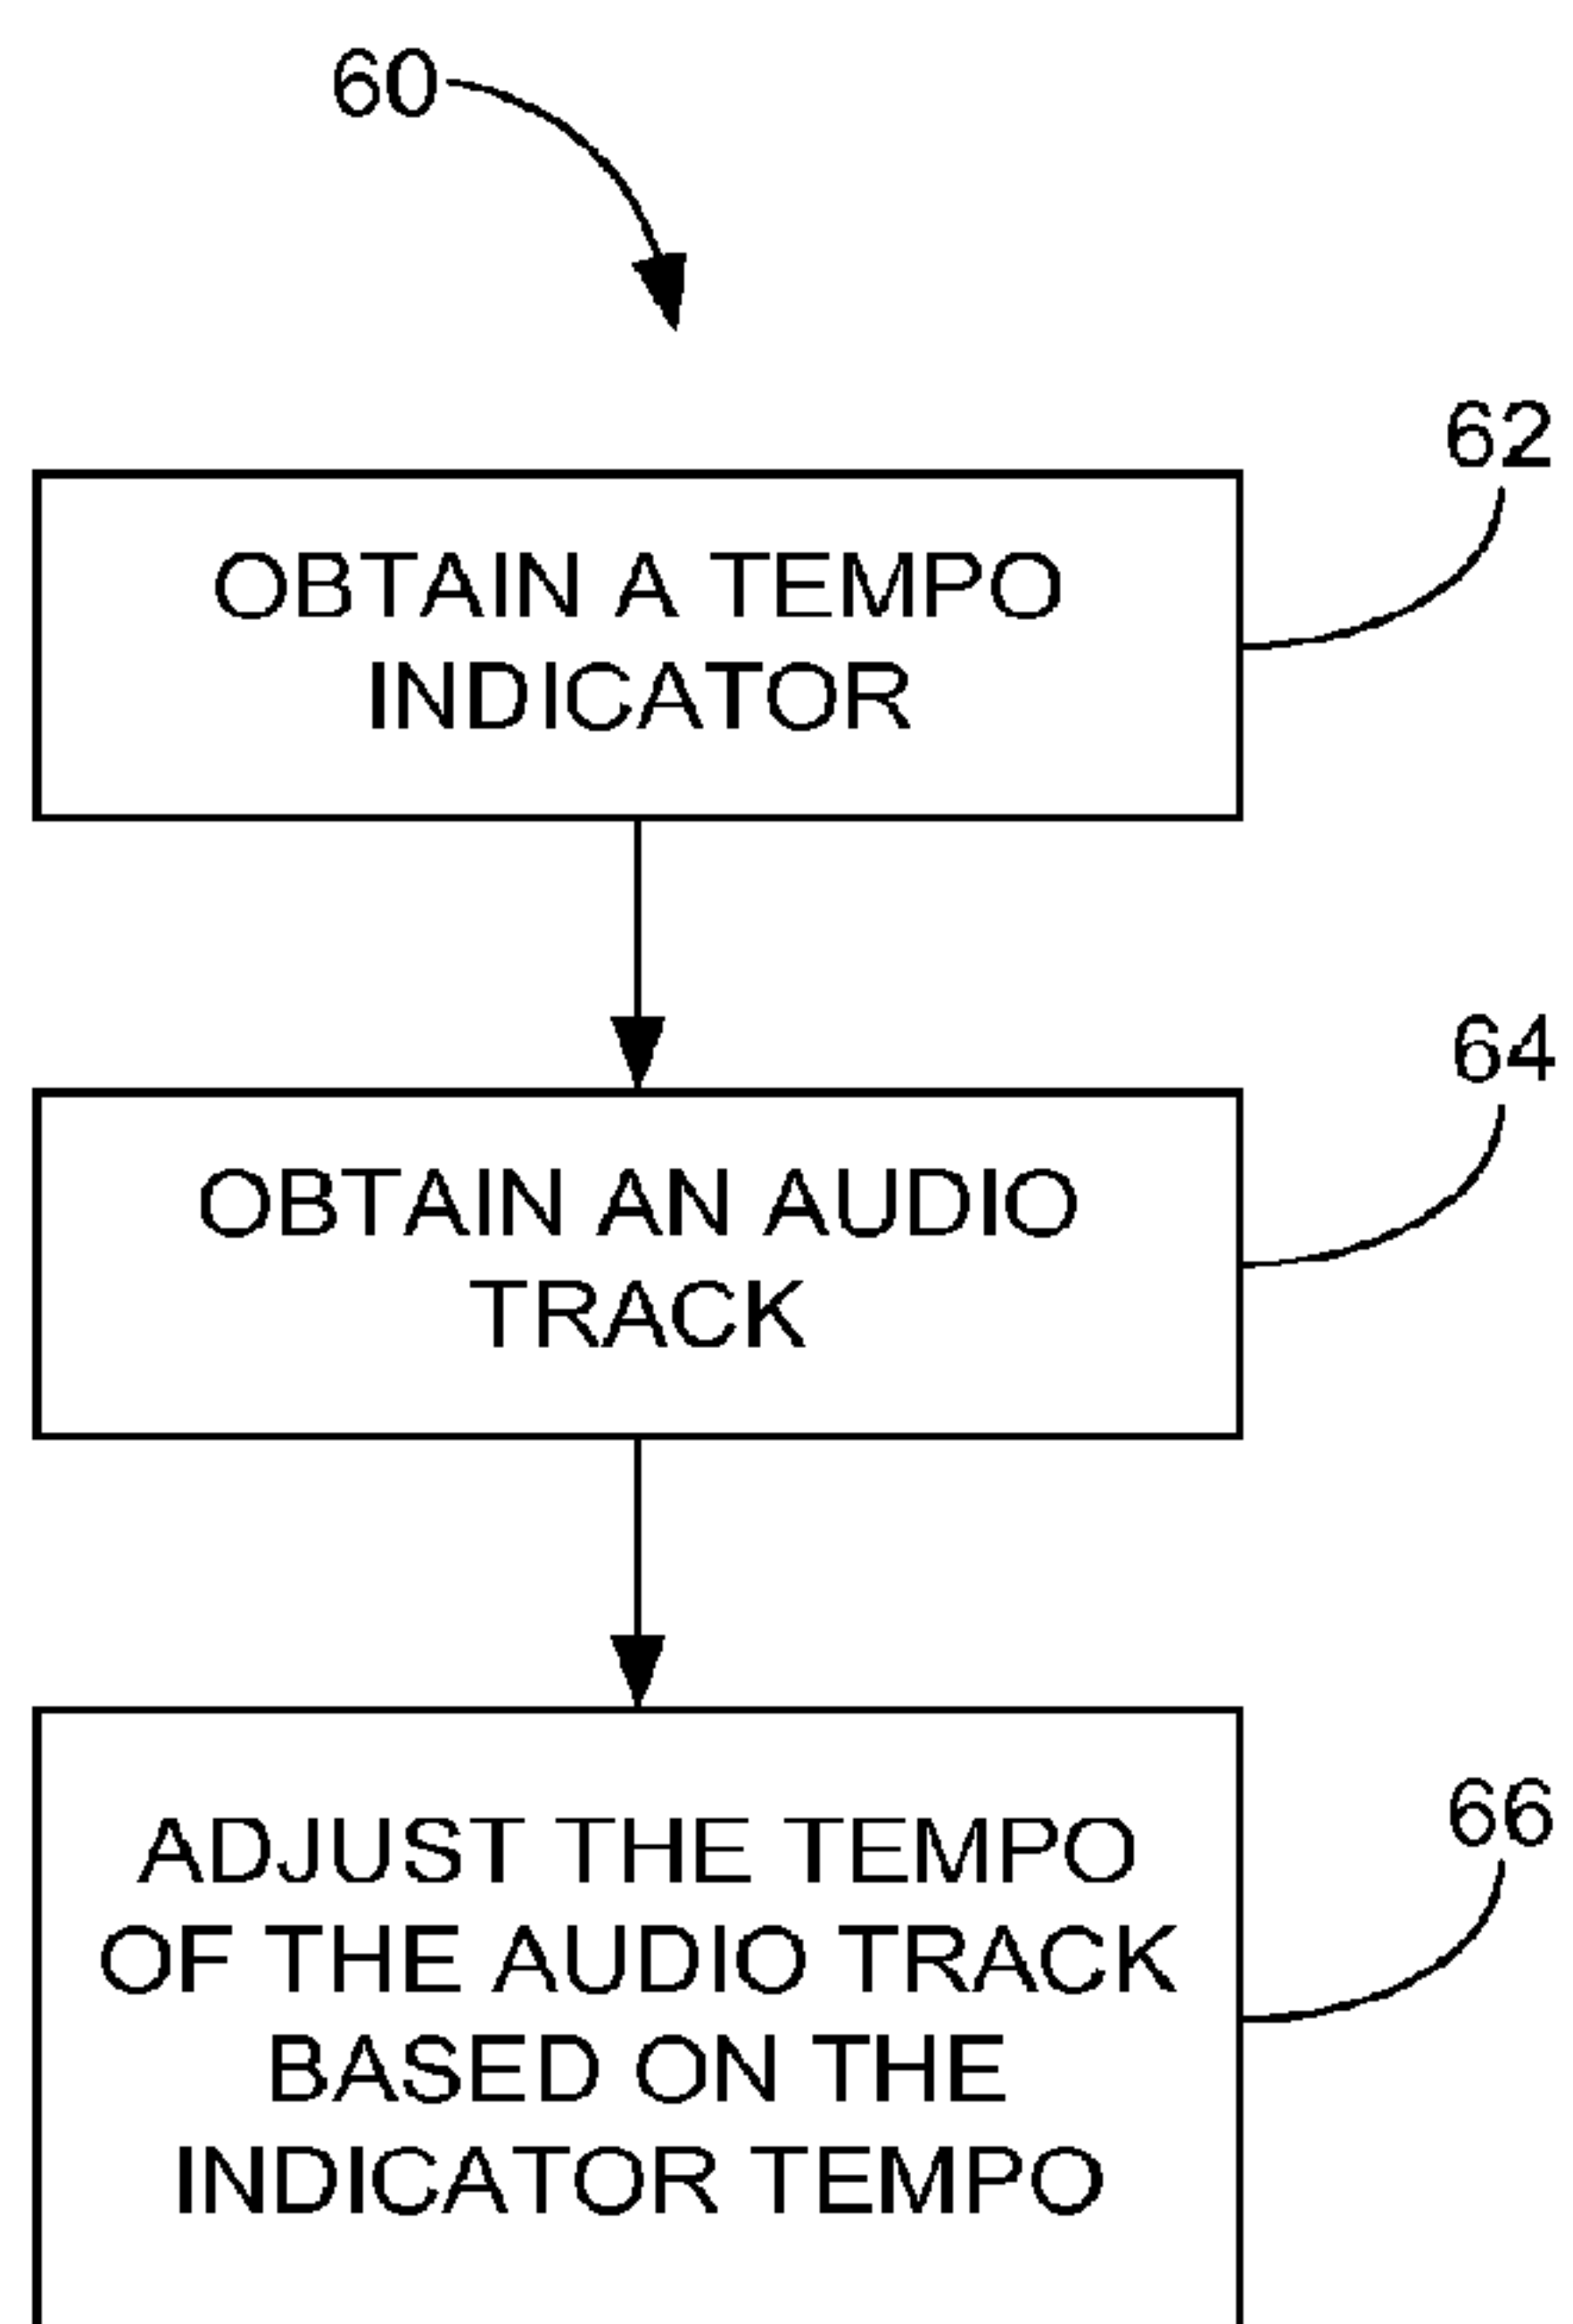 60
62
OBTAIN A TEMPO
INDICATOR
64
OBTAIN AN AUDIO
TRACK
66
ADJUST THE TEMPO
OF THE AUDIO TRACK
BASED ON THE
INDICATOR TEMPO